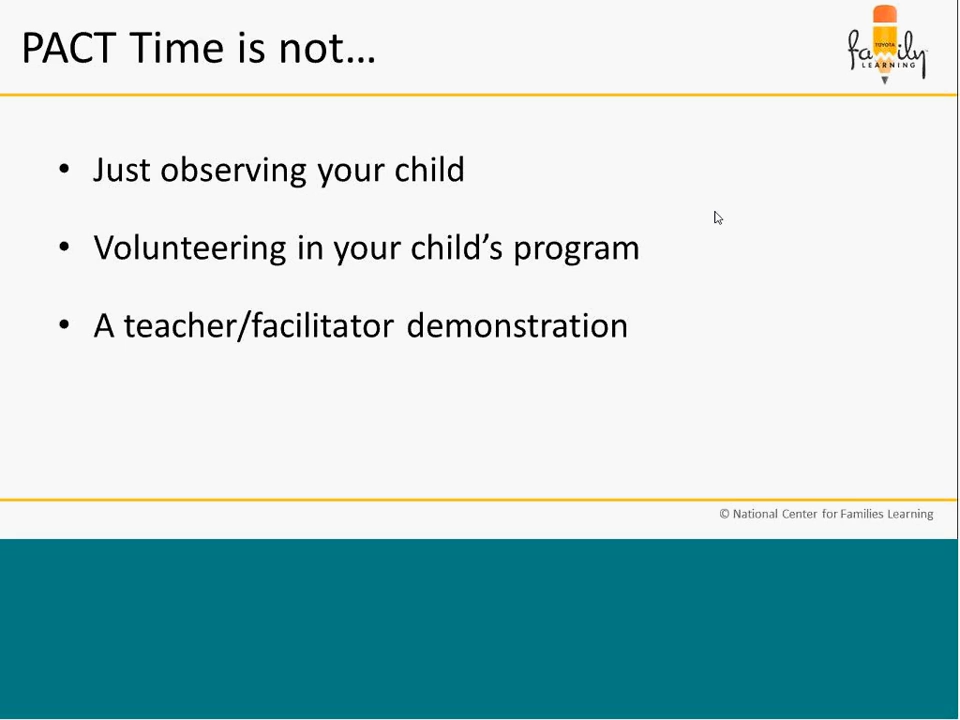 PACT Time is not...
TOYOTA
family
LEARNING
• Just observing your child
• Volunteering in your child’s program
• A teacher/facilitator demonstration
© National Center for Families Learning